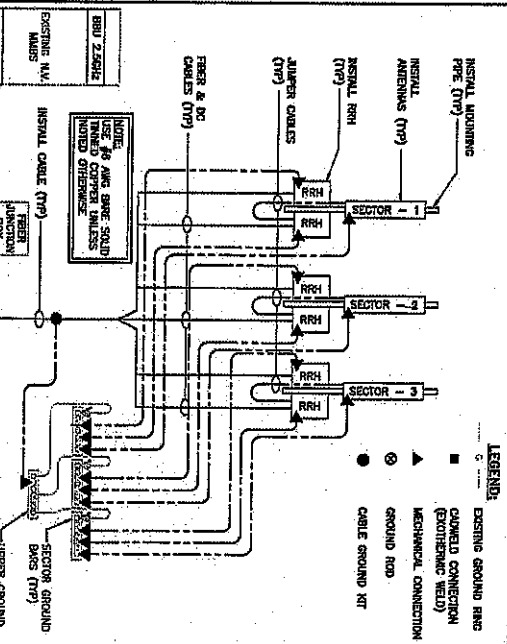 INSTALL MOUNTING
PIPE (TYP)
INSTALL
ANTENNAS (TYP)
INSTALL RRH
(TYP)
JUMPER CABLES
(TYP)
FIBER & DC
CABLES (TYP)
NOTE:
USE #6 AWG BARE SOLID
TINNED COPPER UNLESS
NOTED OTHERWISE
INSTALL CABLE (TYP)
FIBER
JUNCTION
BBU 2.5GHz
EXISTING N.V.
MMBS
SECTOR - 1
RRH
RRH
SECTOR - 2
RRH
RRH
SECTOR - 3
RRH
RRH
SECTOR GROUND
BARS (TYP)
UPPER GROUND
LEGEND:
G
EXISTING GROUND RING
CADWELD CONNECTION
(EXOTHERMIC WELD)
MECHANICAL CONNECTION
GROUND ROD
CABLE GROUND KIT